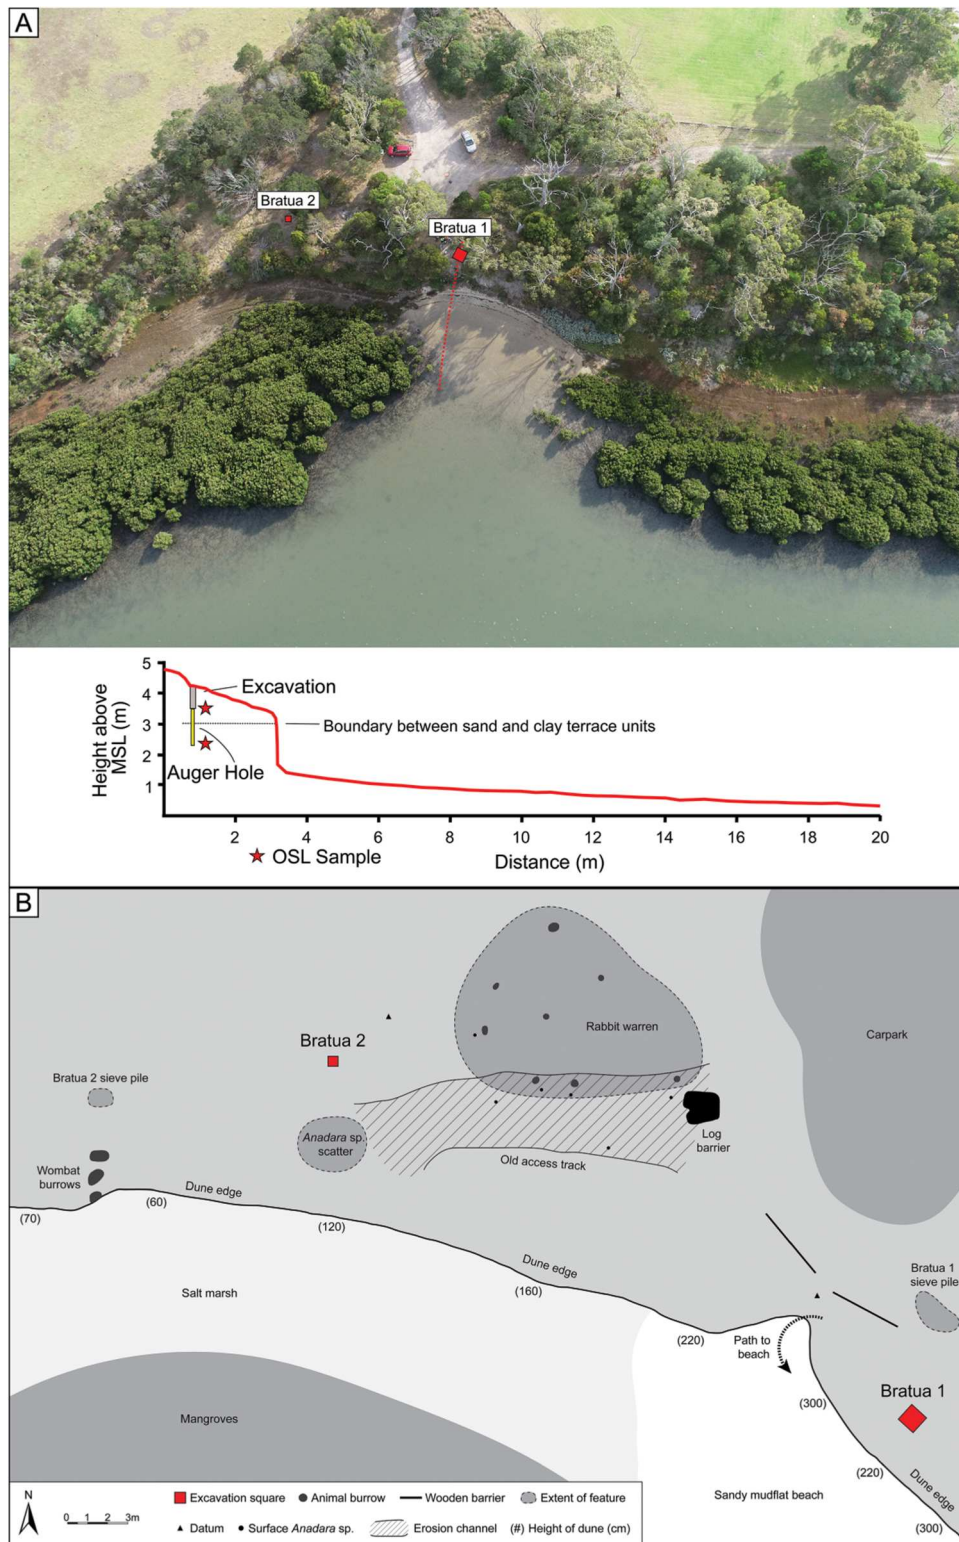 A
Bratua 2
Bratua 1
5
4
3
2
1
Height above
MSL (m)
Excavation
Boundary between sand and clay terrace units
Auger Hole
2
4
6
8
10
12
14
16
18
20
OSL Sample
Distance (m)
B
Rabbit warren
Carpark
Bratua 2
Bratua 2 sieve pile
Anadara sp.
scatter
Log
barrier
Old access track
Wombat
burrows
Dune edge
(70)
(60)
(120)
Dune edge
(160)
Salt marsh
Bratua 1
sieve pile
(220)
Path to
beach
Bratua 1
(300)
Mangroves
(220)
Dune edge
Sandy mudflat beach
(300)
N
0 1 2 3m
Excavation square
Animal burrow
Wooden barrier
Extent of feature
Datum
Surface Anadara sp.
Erosion channel
(#) Height of dune (cm)